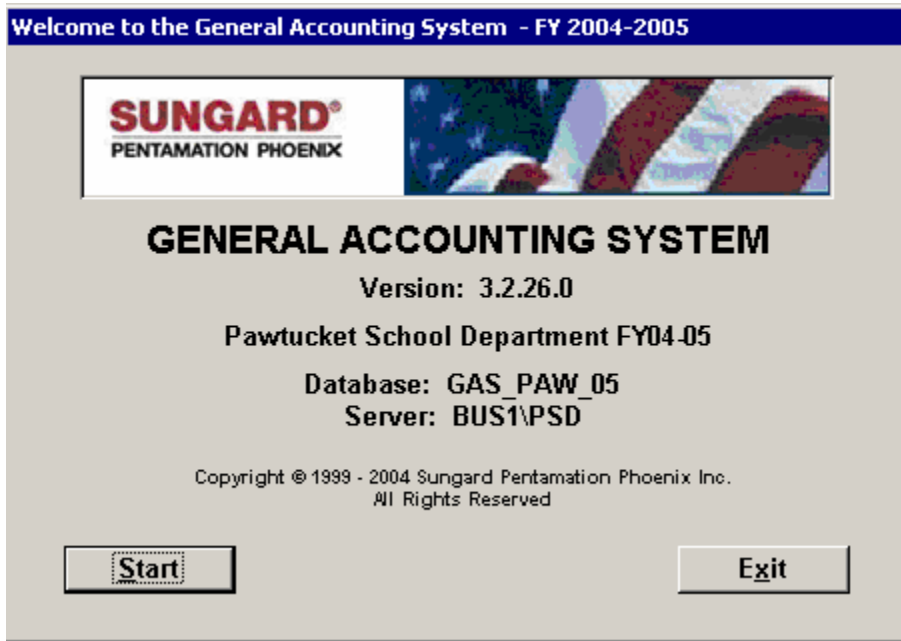 Welcome to the General Accounting System - FY 2004-2005
SUNGARD®
PENTAMATION PHOENIX
GENERAL ACCOUNTING SYSTEM
Version: 3.2.26.0
Pawtucket School Department FY04-05
Database: GAS_PAW_05
Server: BUS1\PSD
Copyright © 1999 - 2004 Sungard Pentamation Phoenix Inc.
All Rights Reserved
Start
Exit